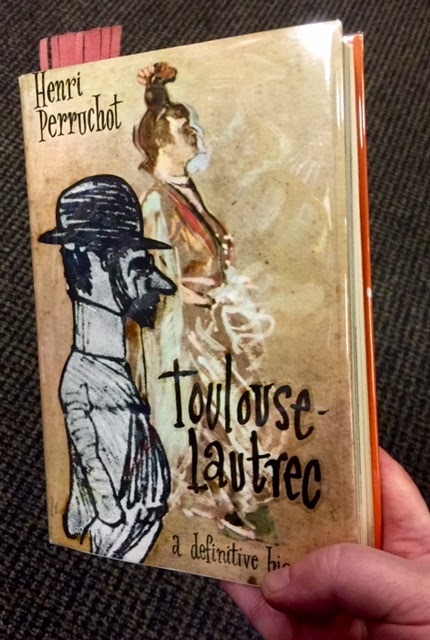 Henri
Perruchot
toulouse-
lautrec
a definitive